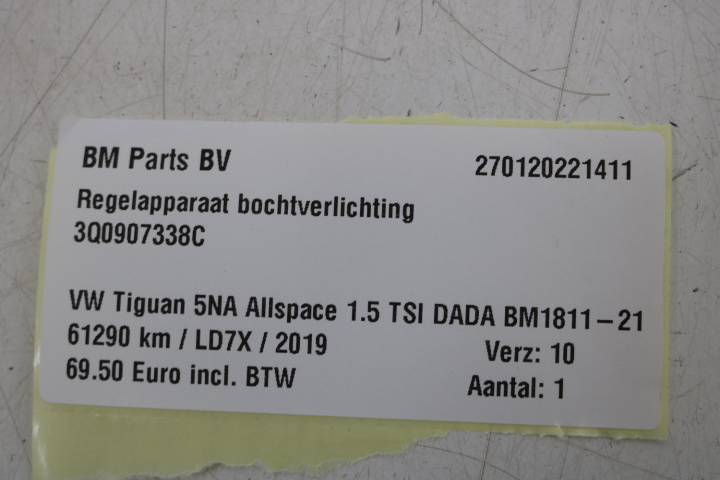 BM Parts BV 270120221411
Regelapparaat bochtverlichting
3Q0907338C
VW Tiguan 5NA Allspace 1.5 TSI DADA BM1811-21
61290 km / LD7X / 2019 Verz: 10
69.50 Euro incl. BTW Aantal: 1